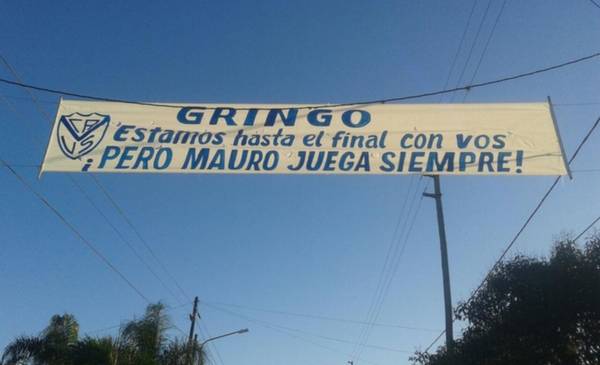 GRINGO
Estamos hasta el final con vos
¡PERO MAURO JUEGA SIEMPRE!